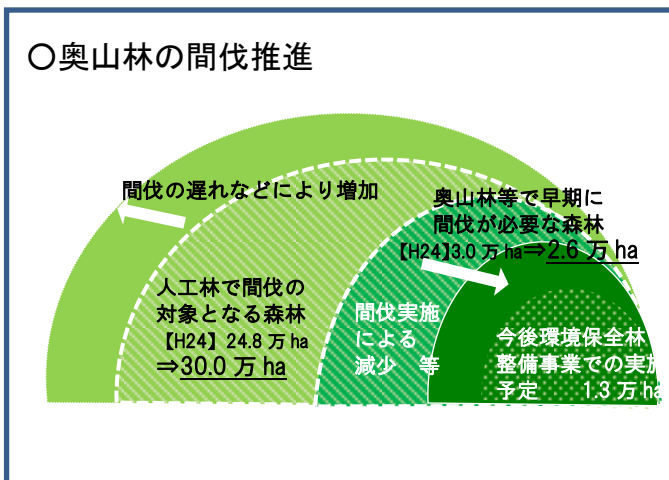 〇奥山林の間伐推進
間伐の遅れなどにより増加
奥山林等で早期に
間伐が必要な森林
【H24】3.0 万 ha⇒2.6 万 ha
人工林で間伐の
対象となる森林
【H24】 24.8 万 ha
⇒30.0 万 ha
間伐実施
による
減少　等
今後環境保全林
整備事業での実施
予定　　1.3 万 ha